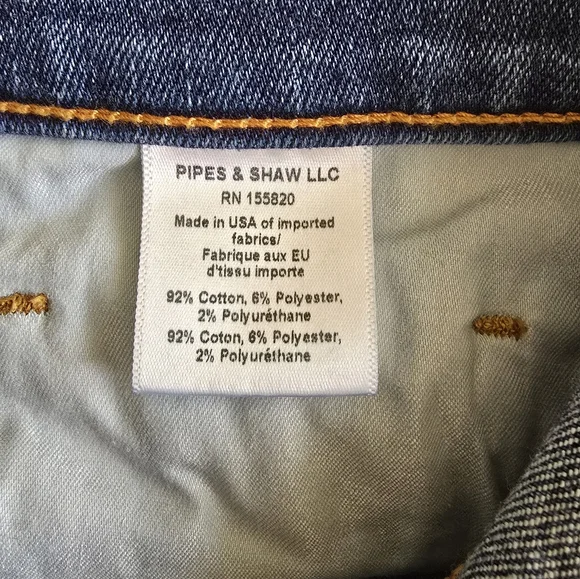 PIPES & SHAW LLC
RN 155820
Made in USA of imported
fabrics/
Fabrique aux EU
d'tissu importe
92% Cotton, 6% Polyester,
2% Polyuréthane
92% Coton, 6% Polyester,
2% Polyuréthane